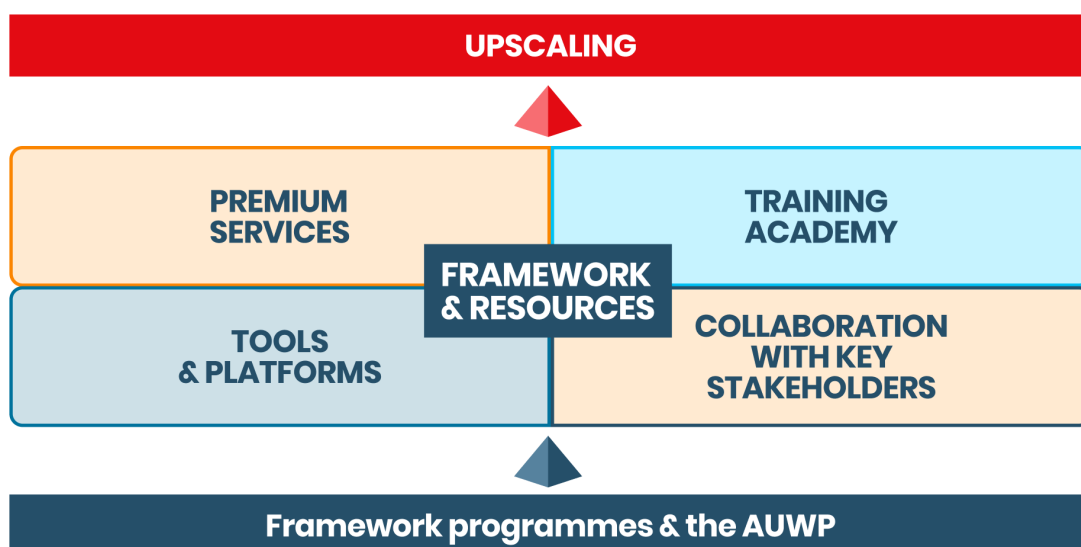 UPSCALING
PREMIUM
SERVICES
TRAINING
ACADEMY
FRAMEWORK
& RESOURCES
TOOLS
& PLATFORMS
COLLABORATION
WITH KEY
STAKEHOLDERS
Framework programmes & the AUWP